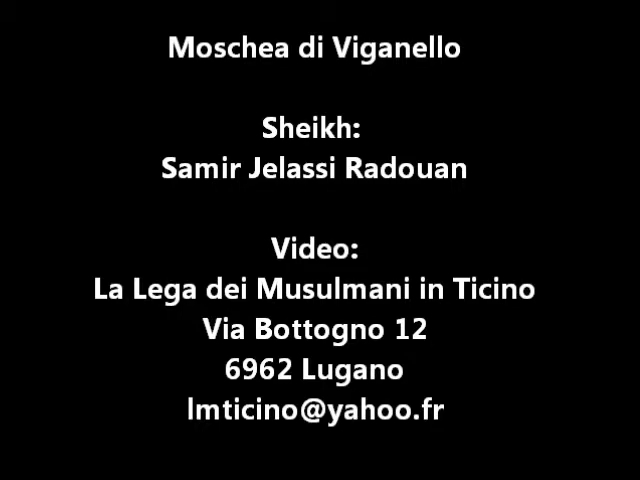 Moschea di Viganello
Sheikh:
Samir Jelassi Radouan
Video:
La Lega dei Musulmani in Ticino
Via Bottogno 12
6962 Lugano
lmticino@yahoo.fr